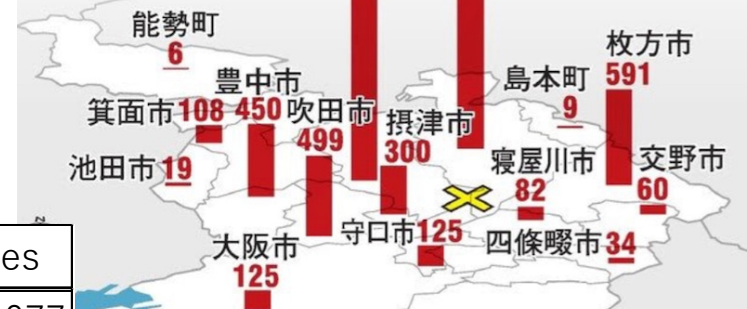 能勢町
6
豊中市
450
箕面市108
吹田市
499
池田市19
摂津市
300
島本町
9
枚方市
591
寝屋川市
82
交野市
60
守口市125
四條畷市34
大阪市
125
es